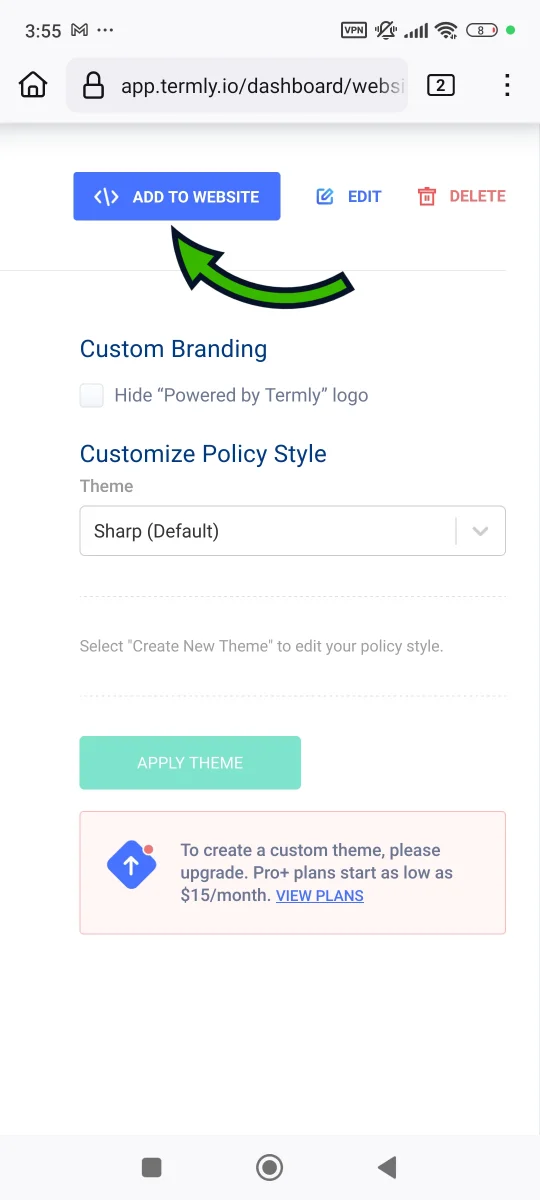 3:55
VPN
8
app.termly.io/dashboard/websi
2
</> ADD TO WEBSITE
EDIT
DELETE
Custom Branding
Hide “Powered by Termly” logo
Customize Policy Style
Theme
Sharp (Default)
Select "Create New Theme" to edit your policy style.
APPLY THEME
To create a custom theme, please
upgrade. Pro+ plans start as low as
$15/month. VIEW PLANS